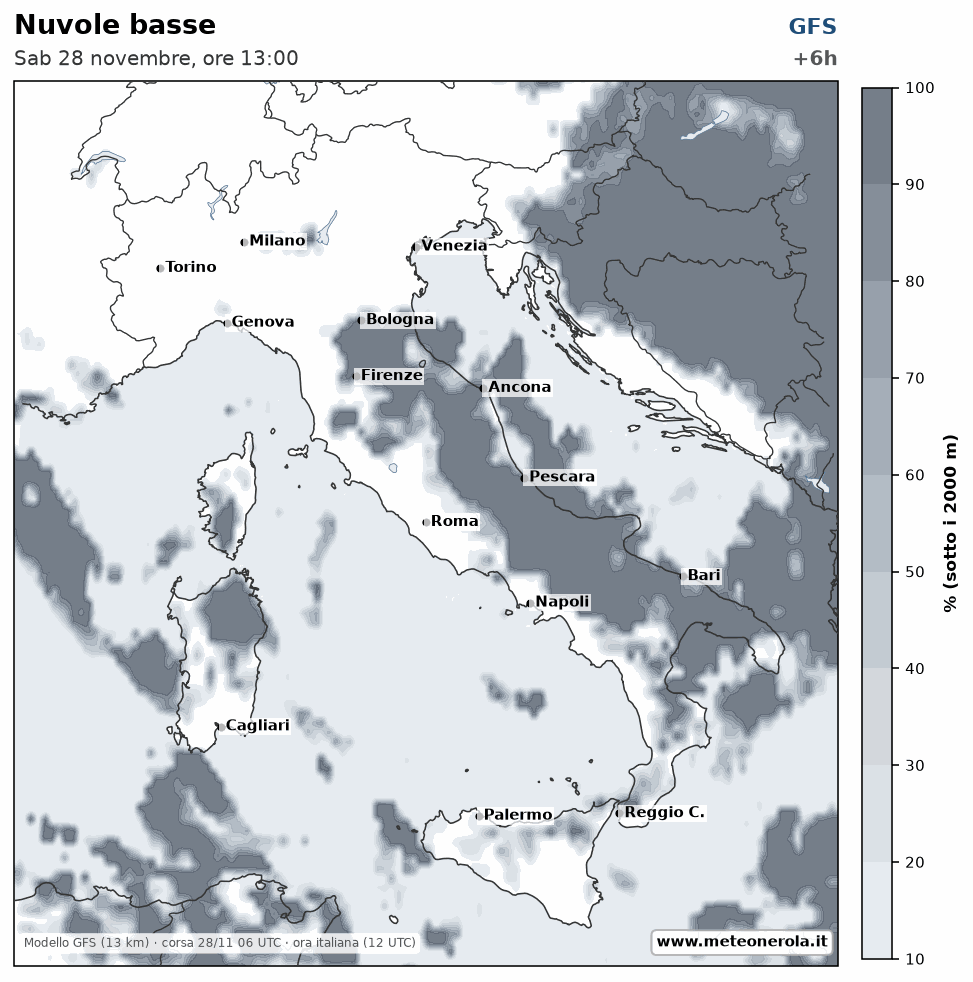 Nuvole basse
GFS
Sab 28 novembre, ore 13:00
+6h
100
90
80
70
60
50
40
30
20
10
% (sotto i 2000 m)
Milano
Venezia
Torino
Genova
Bologna
Firenze
Ancona
Pescara
Roma
Bari
Napoli
Cagliari
Palermo
Reggio C.
Modello GFS (13 km) · corsa 28/11 06 UTC · ora italiana (12 UTC)
www.meteonerola.it